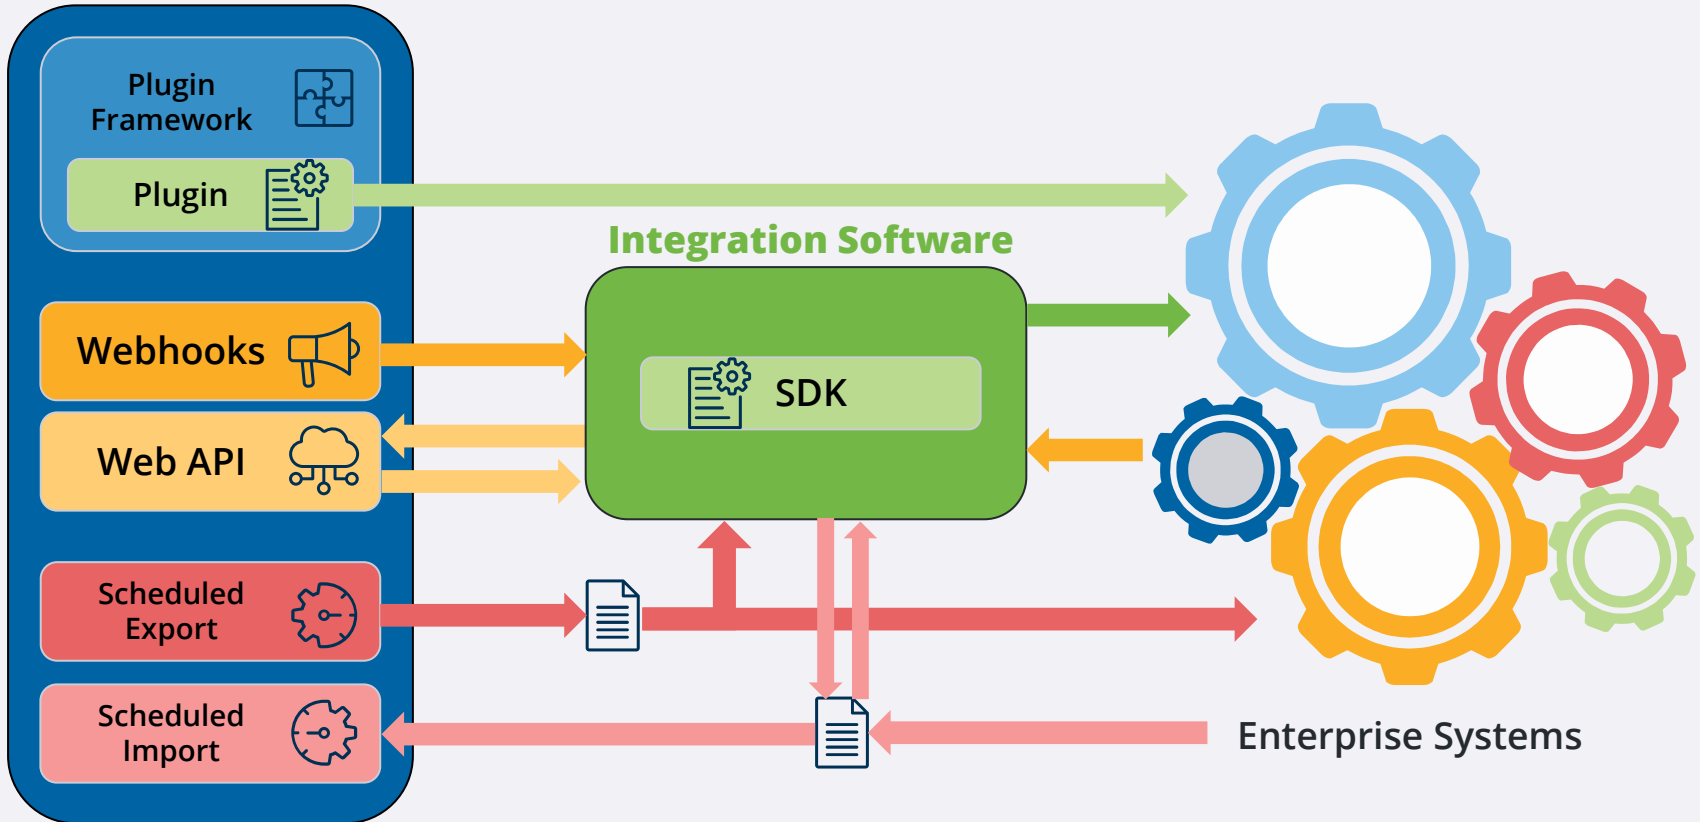 Plugin
Framework
Plugin
Integration Software
Webhooks
SDK
Web API
Scheduled
Export
Scheduled
Import
Enterprise Systems